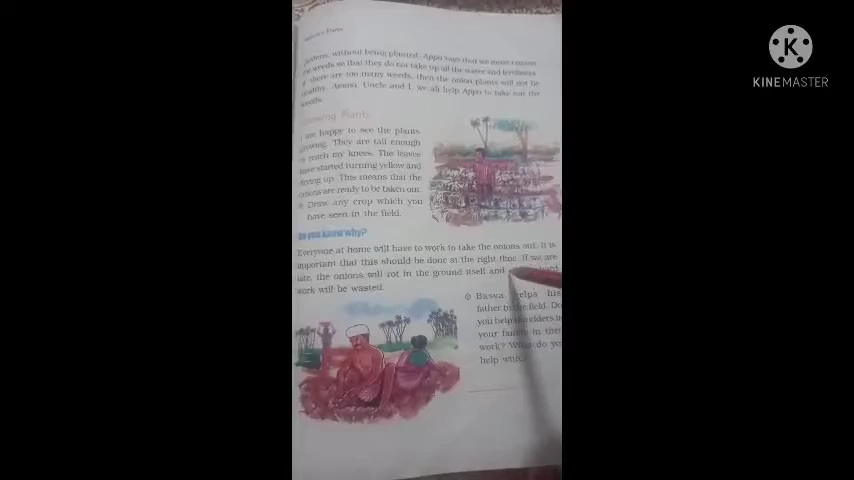 Basva's Farm
gardens, without being planted. Appa says that we must remove
the weeds so that they do not take up all the water and fertilisers.
If there are too many weeds, then the onion plants will not be
healthy. Amma, Uncle and I, we all help Appa to take out the
weeds.
Growing Plants
I am happy to see the plants
growing. They are tall enough
to reach my knees. The leaves
have started turning yellow and
drying up. This means that the
onions are ready to be taken out.
Draw any crop which you
have seen in the field.
Do you know why?
Everyone at home will have to work to take the onions out. It is
important that this should be done at the right time. If we are
late, the onions will rot in the ground itself and hard
work will be wasted.
Basva helps his
father in the field. Do
you help the elders in
your family in their
work? What do you
help with?
K
KINEMASTER